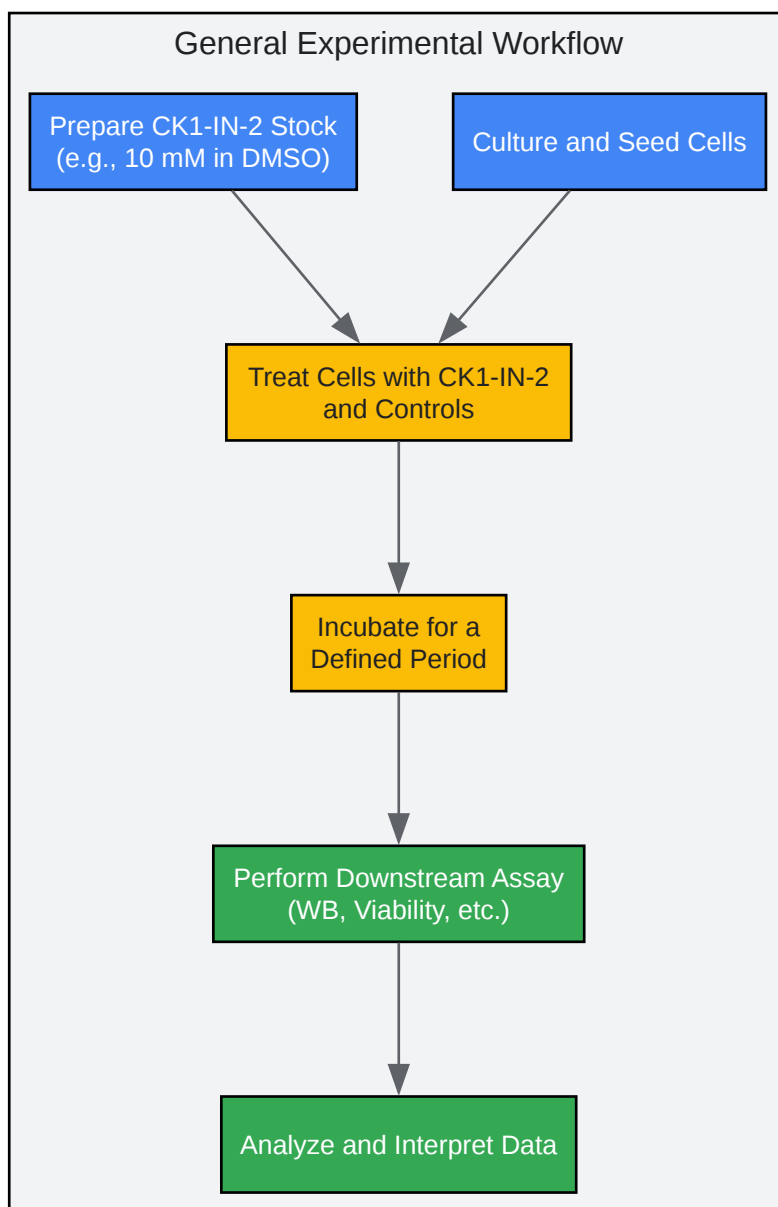 General Experimental Workflow
Prepare CK1-IN-2 Stock
(e.g., 10 mM in DMSO)
Culture and Seed Cells
Treat Cells with CK1-IN-2
and Controls
Incubate for a
Defined Period
Perform Downstream Assay
(WB, Viability, etc.)
Analyze and Interpret Data